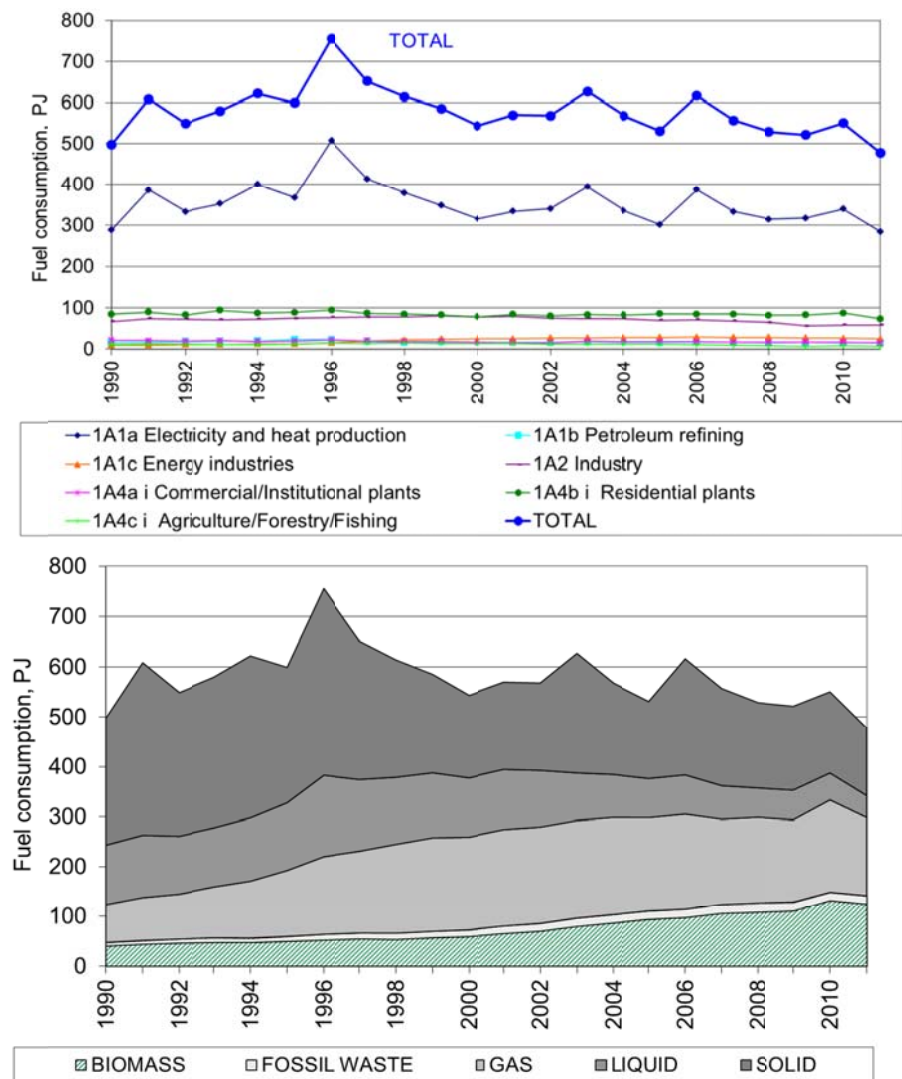 800
TOTAL
700
600
500
400
300
200
100
0
Fuel consumption, PJ
1990
1992
1994
1996
1998
2000
2002
2004
2006
2008
2010
1A1a Electricity and heat production
1A1b Petroleum refining
1A1c Energy industries
1A2 Industry
1A4a i Commercial/Institutional plants
1A4b i Residential plants
1A4c i Agriculture/Forestry/Fishing
TOTAL
800
700
600
500
400
300
200
100
0
Fuel consumption, PJ
1990
1992
1994
1996
1998
2000
2002
2004
2006
2008
2010
BIOMASS
FOSSIL WASTE
GAS
LIQUID
SOLID